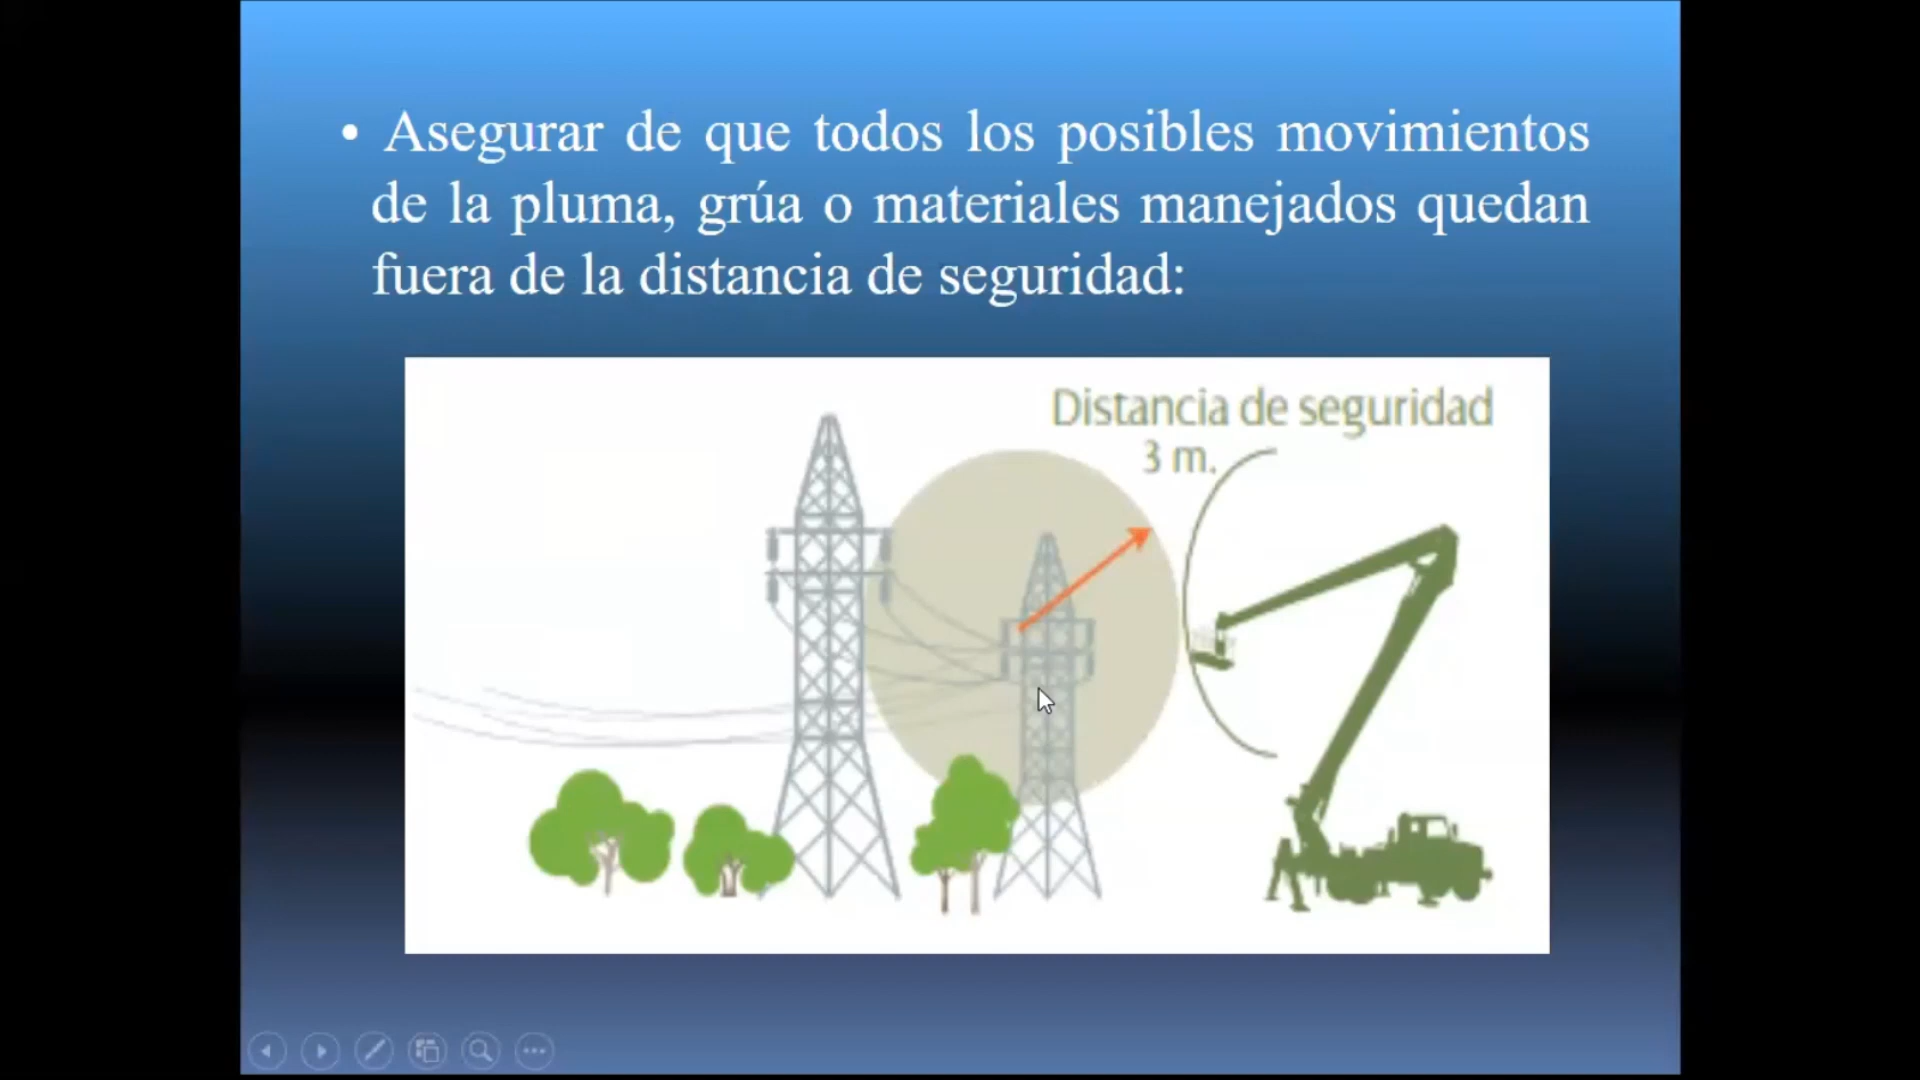 • Asegurar de que todos los posibles movimientos
de la pluma, grúa o materiales manejados quedan
fuera de la distancia de seguridad:
Distancia de seguridad
3 m.